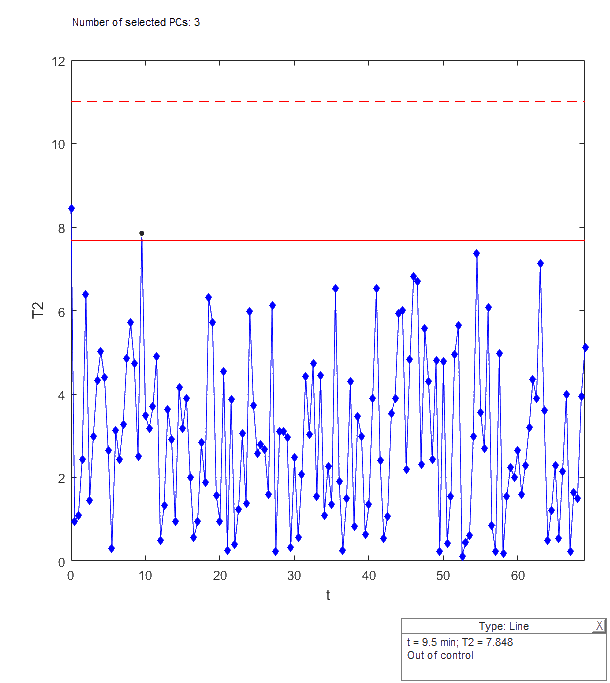 Number of selected PCs: 3
12
10
8
6
4
2
0
T2
0 10 20 30 40 50 60
t
Type: Line X
t = 9.5 min; T2 = 7.848
Out of control